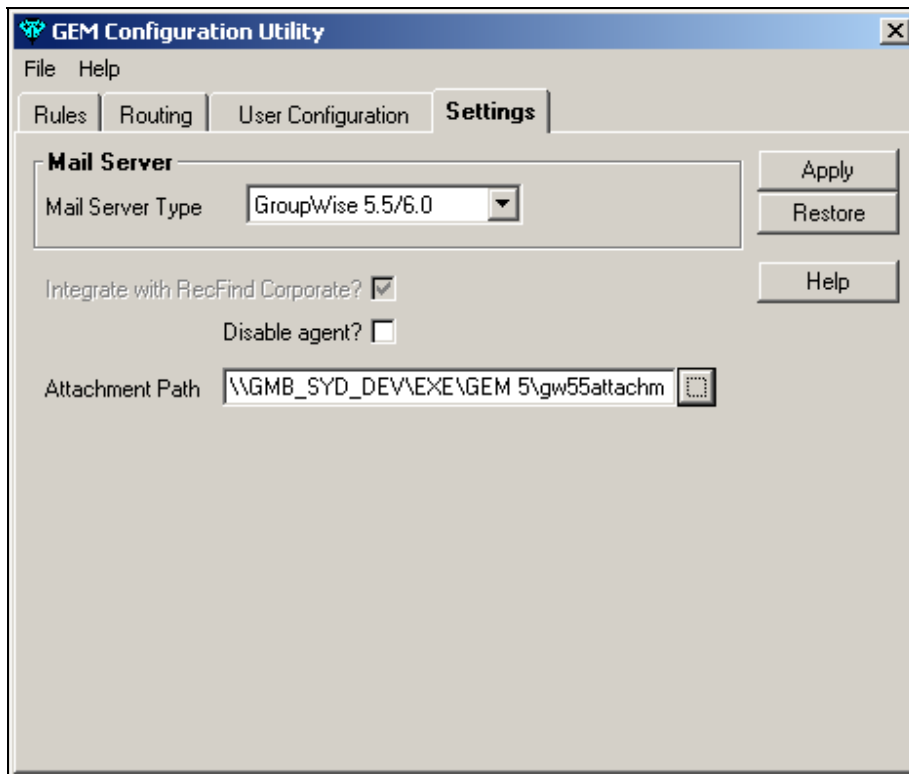 GEM Configuration Utility
File Help
Rules Routing User Configuration Settings
Mail Server
Mail Server Type GroupWise 5.5/6.0
Apply
Restore
Integrate with RecFind Corporate?
Help
Disable agent?
Attachment Path \\GMB_SYD_DEV\EXE\GEM 5\gw55attachm